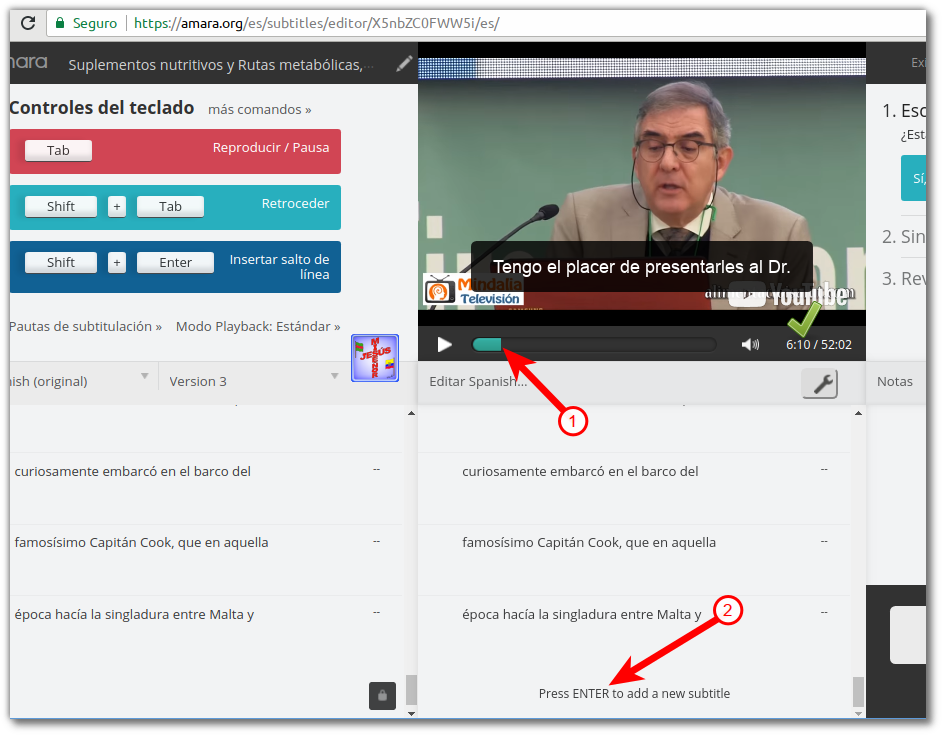 Seguro https://amara.org/es/subtitles/editor/X5nbZC0FWW5i/es/
mara
Suplementos nutritivos y Rutas metabólicas,...
Controles del teclado más comandos »
Tab Reproducir / Pausa
Shift + Tab Retroceder
Shift + Enter Insertar salto de
línea
Pautas de subtitulación » Modo Playback: Estándar »
JESÚS
Tengo el placer de presentarles al Dr.
Mindalia
Televisión
YouTube
6:10 / 52:02
1. Esc
¿Est
Sí,
2. Sin
3. Rev
nish (original)
Version 3
Editar Spanish...
Notas
1
curiosamente embarcó en el barco del --
famosísimo Capitán Cook, que en aquella --
época hacía la singladura entre Malta y --
curiosamente embarcó en el barco del --
famosísimo Capitán Cook, que en aquella --
época hacía la singladura entre Malta y --
2
Press ENTER to add a new subtitle